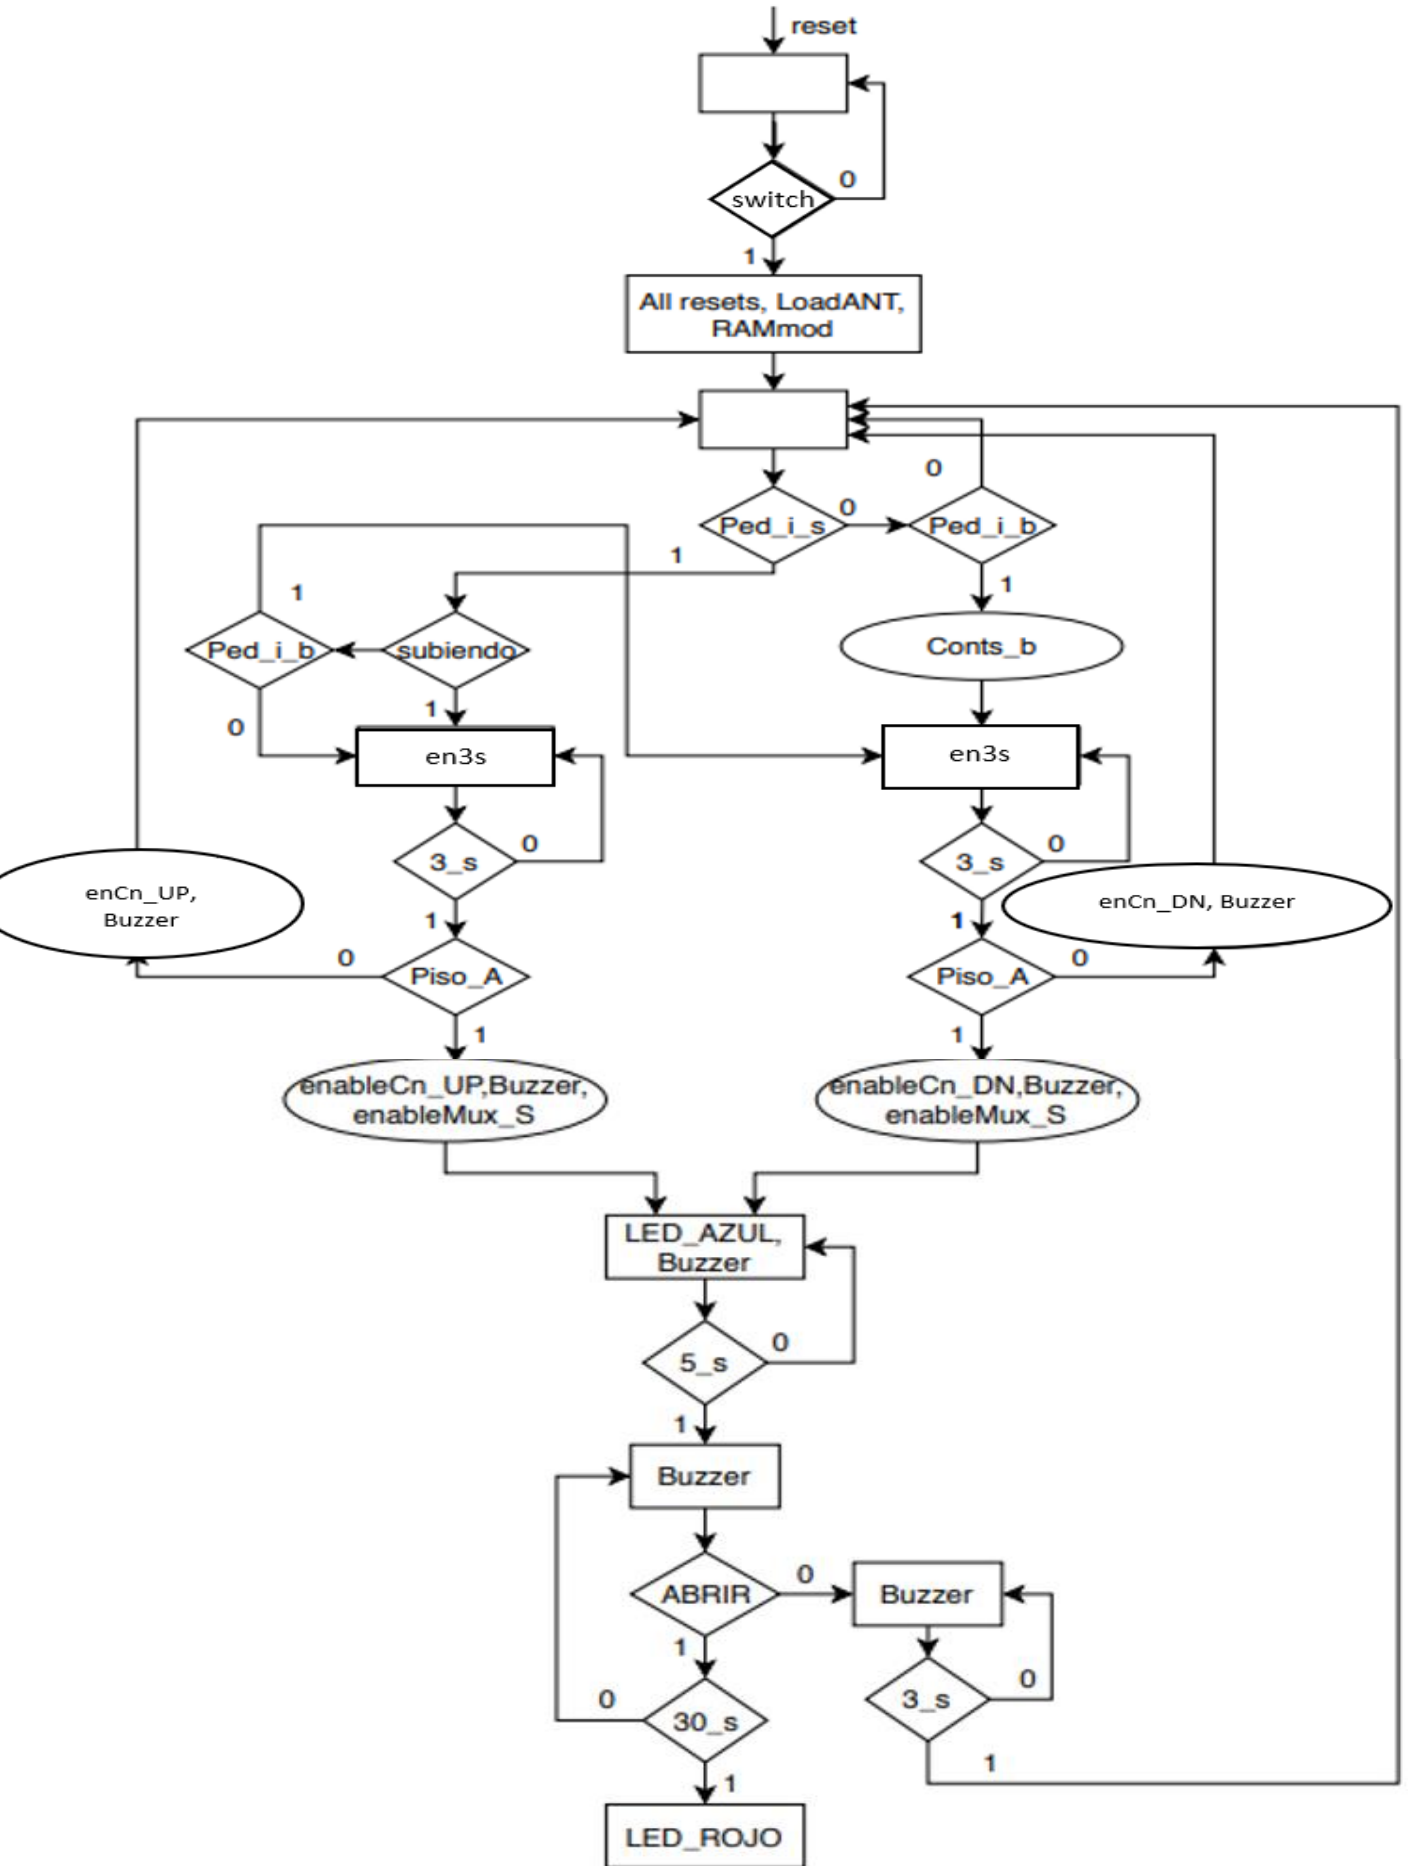 reset
switch
0
1
All resets, LoadANT,
RAMmod
Ped_i_s
0
Ped_i_b
0
1
1
subiendo
Ped_i_b
1
0
1
Conts_b
en3s
en3s
3_s
0
3_s
0
enCn_UP,
Buzzer
enCn_DN, Buzzer
1
1
Piso_A
0
Piso_A
0
1
1
enableCn_UP,Buzzer,
enableMux_S
enableCn_DN,Buzzer,
enableMux_S
LED_AZUL,
Buzzer
5_s
0
1
Buzzer
ABRIR
0
Buzzer
1
3_s
0
30_s
0
1
1
LED_ROJO